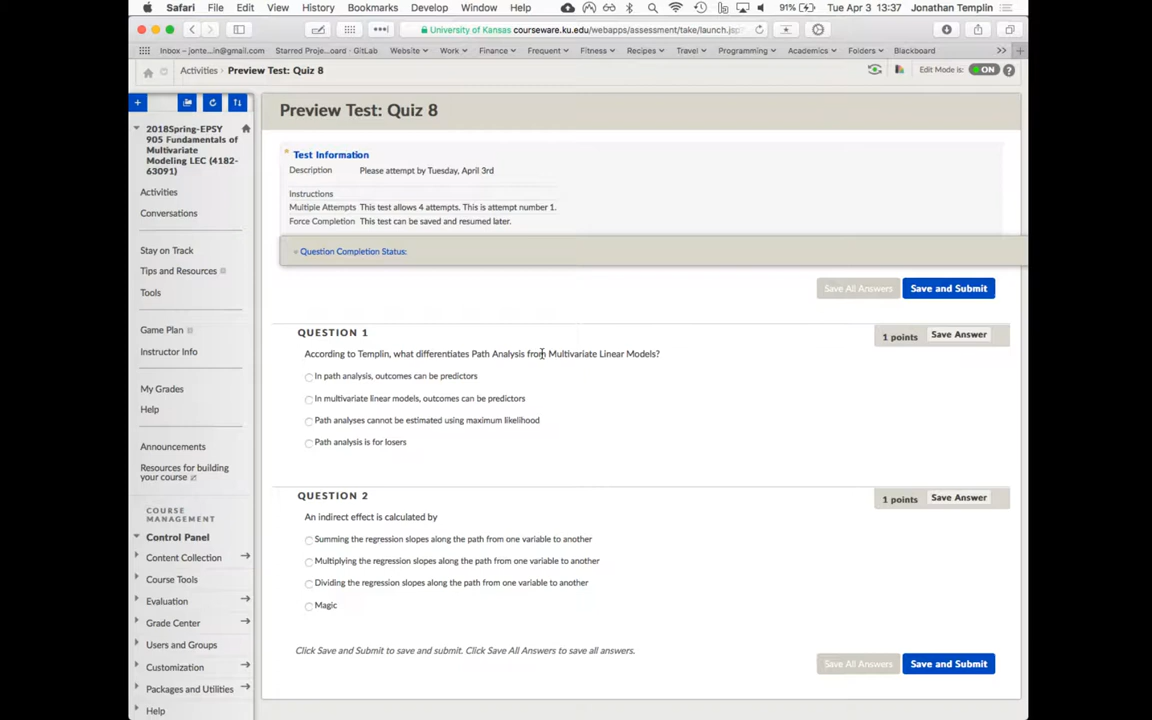 Safari File Edit View History Bookmarks Develop Window Help 91% Tue Apr 3 13:37 Jonathan Templin
University of Kansas courseware.ku.edu/webapps/assessment/take/launch.jsp
Inbox – jonte...in@gmail.com Starred Proje...oard · GitLab Website Work Finance Frequent Fitness Recipes Travel Programming Academics Folders Blackboard
Activities Preview Test: Quiz 8 Edit Mode is: ON ?
Preview Test: Quiz 8
2018Spring-EPSY
905 Fundamentals of
Multivariate
Modeling LEC (4182-
63091)
Activities
Conversations
Stay on Track
Tips and Resources
Tools
Game Plan
Instructor Info
My Grades
Help
Announcements
Resources for building
your course
COURSE
MANAGEMENT
Control Panel
Content Collection
Course Tools
Evaluation
Grade Center
Users and Groups
Customization
Packages and Utilities
Help
Test Information
Description Please attempt by Tuesday, April 3rd
Instructions
Multiple Attempts This test allows 4 attempts. This is attempt number 1.
Force Completion This test can be saved and resumed later.
Question Completion Status:
Save All Answers Save and Submit
QUESTION 1
1 points Save Answer
According to Templin, what differentiates Path Analysis from Multivariate Linear Models?
In path analysis, outcomes can be predictors
In multivariate linear models, outcomes can be predictors
Path analyses cannot be estimated using maximum likelihood
Path analysis is for losers
QUESTION 2
1 points Save Answer
An indirect effect is calculated by
Summing the regression slopes along the path from one variable to another
Multiplying the regression slopes along the path from one variable to another
Dividing the regression slopes along the path from one variable to another
Magic
Click Save and Submit to save and submit. Click Save All Answers to save all answers.
Save All Answers Save and Submit